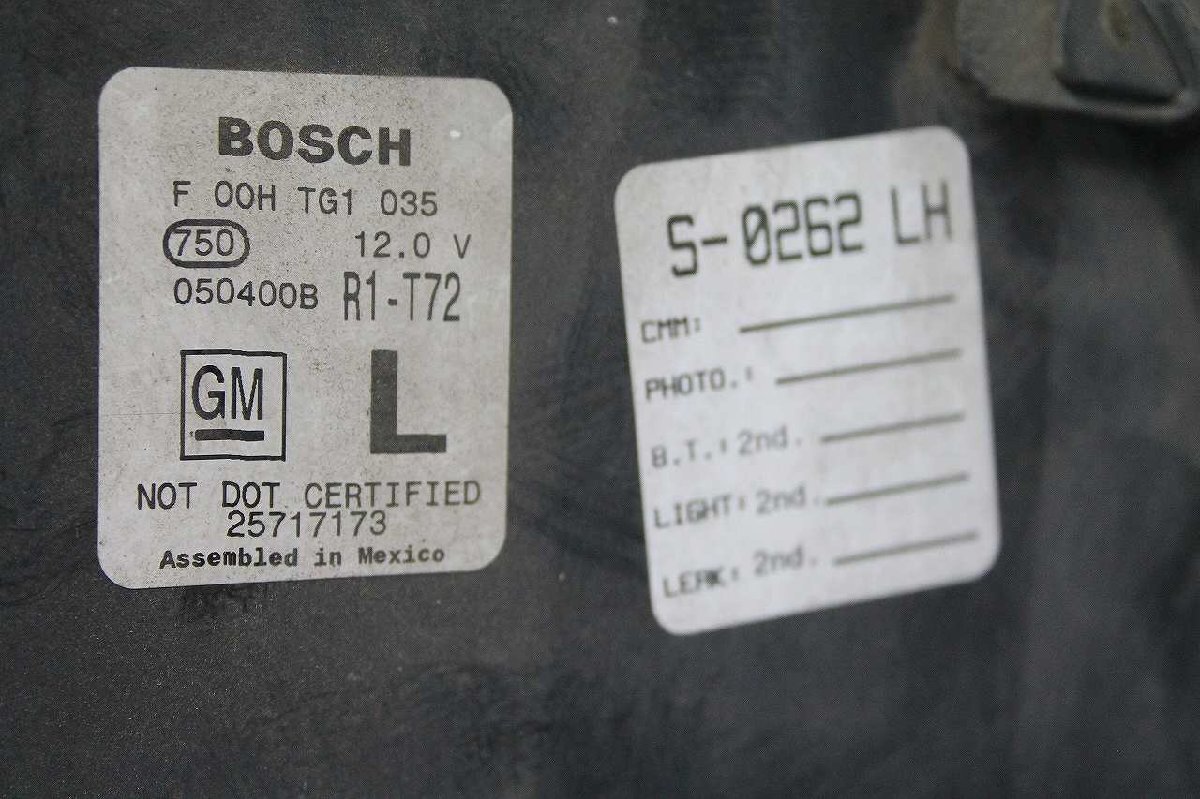 BOSCH
F 00H TG1 035
750 12.0 V
050400B R1-T72
GM L
NOT DOT CERTIFIED
25717173
Assembled in Mexico
S-0262 LH
CMM:
PHOTO.:
B.T.: 2nd.
LIGHT: 2nd.
LEAK: 2nd.